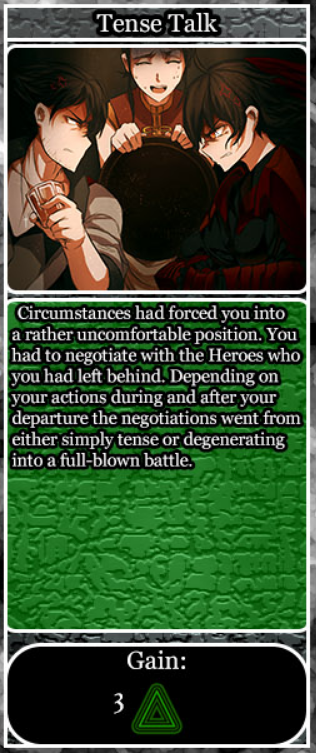 Tense Talk
Circumstances had forced you into
a rather uncomfortable position. You
had to negotiate with the Heroes who
you had left behind. Depending on
your actions during and after your
departure the negotiations went from
either simply tense or degenerating
into a full-blown battle.
Gain:
3